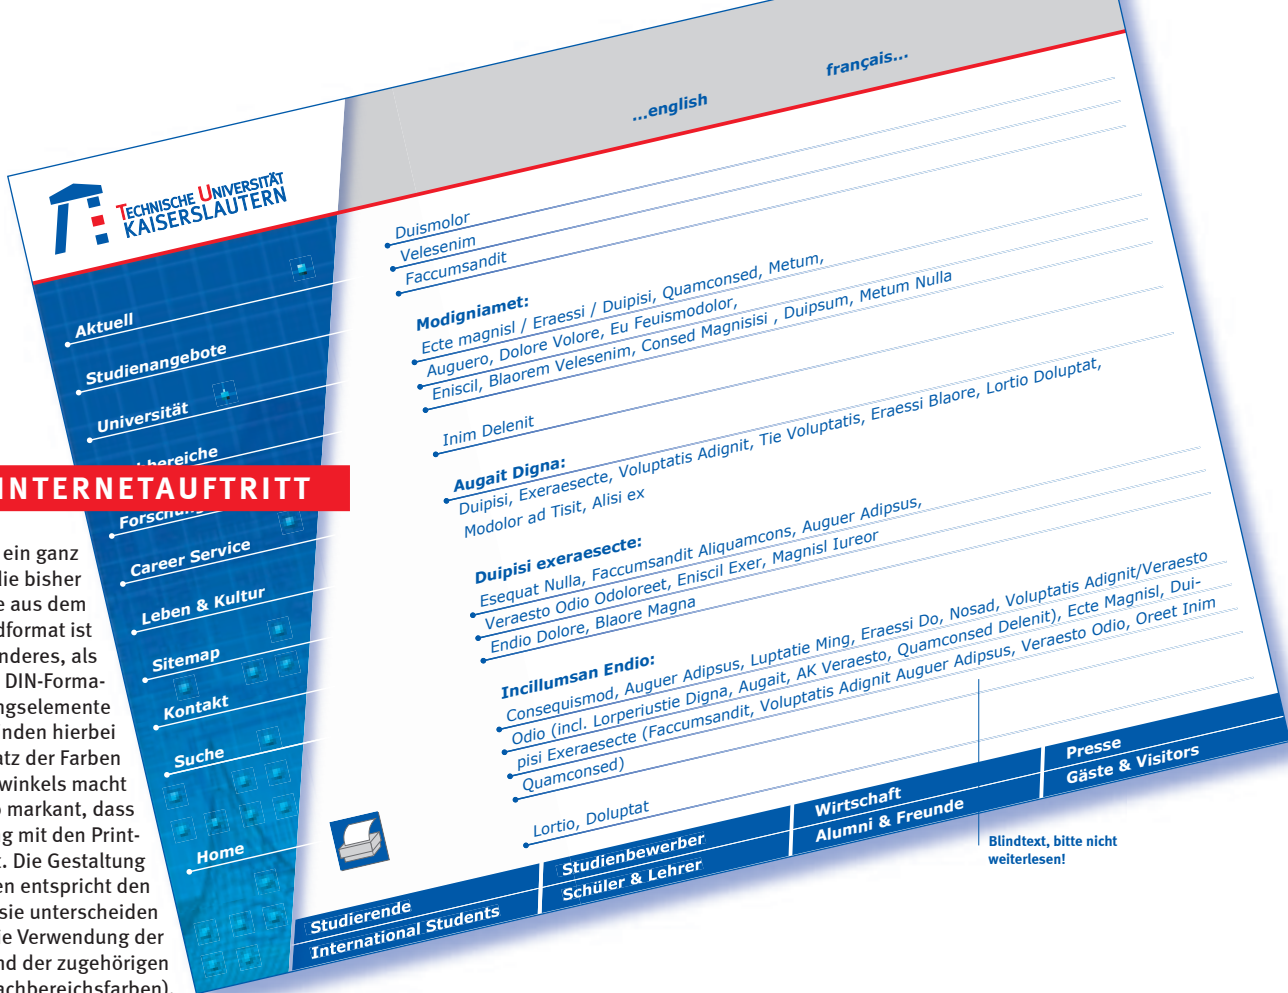 français...
...english
TECHNISCHE UNIVERSITÄT
KAISERSLAUTERN
Aktuell
Studienangebote
Universität
bereiche
INTERNETAUFTRITT
Forschung
Career Service
Leben & Kultur
Sitemap
Kontakt
Suche
Home
Duismolor
Velesenim
Faccumsandit
Modigniamet:
Ecte magnisl / Eraessi / Duipisi, Quamconsed, Metum,
Auguero, Dolore Volore, Eu Feuismodolor,
Eniscil, Blaorem Velesenim, Consed Magnisisi , Duipsum, Metum Nulla
Inim Delenit
Augait Digna:
Duipisi, Exeraesecte, Voluptatis Adignit, Tie Voluptatis, Eraessi Blaore, Lortio Doluptat,
Modolor ad Tisit, Alisi ex
Duipisi exeraesecte:
Esequat Nulla, Faccumsandit Aliquamcons, Auguer Adipsus,
Veraesto Odio Odoloreet, Eniscil Exer, Magnisl Iureor
Endio Dolore, Blaore Magna
Incillumsan Endio:
Consequismod, Auguer Adipsus, Luptatie Ming, Eraessi Do, Nosad, Voluptatis Adignit/Veraesto
Odio (incl. Lorperiustie Digna, Augait, AK Veraesto, Quamconsed Delenit), Ecte Magnisl, Dui-
pisi Exeraesecte (Faccumsandit, Voluptatis Adignit Auguer Adipsus, Veraesto Odio, Oreet Inim
Quamconsed)
Lortio, Doluptat
Studierende
International Students
Studienbewerber
Schüler & Lehrer
Wirtschaft
Alumni & Freunde
Presse
Gäste & Visitors
Blindtext, bitte nicht
weiterlesen!
ein ganz
die bisher
e aus dem
dformat ist
nderes, als
DIN-Forma-
ngselemente
nden hierbei
atz der Farben
winkels macht
o markant, dass
ng mit den Print-
t. Die Gestaltung
en entspricht den
sie unterscheiden
ie Verwendung der
nd der zugehörigen
achbereichsfarben).